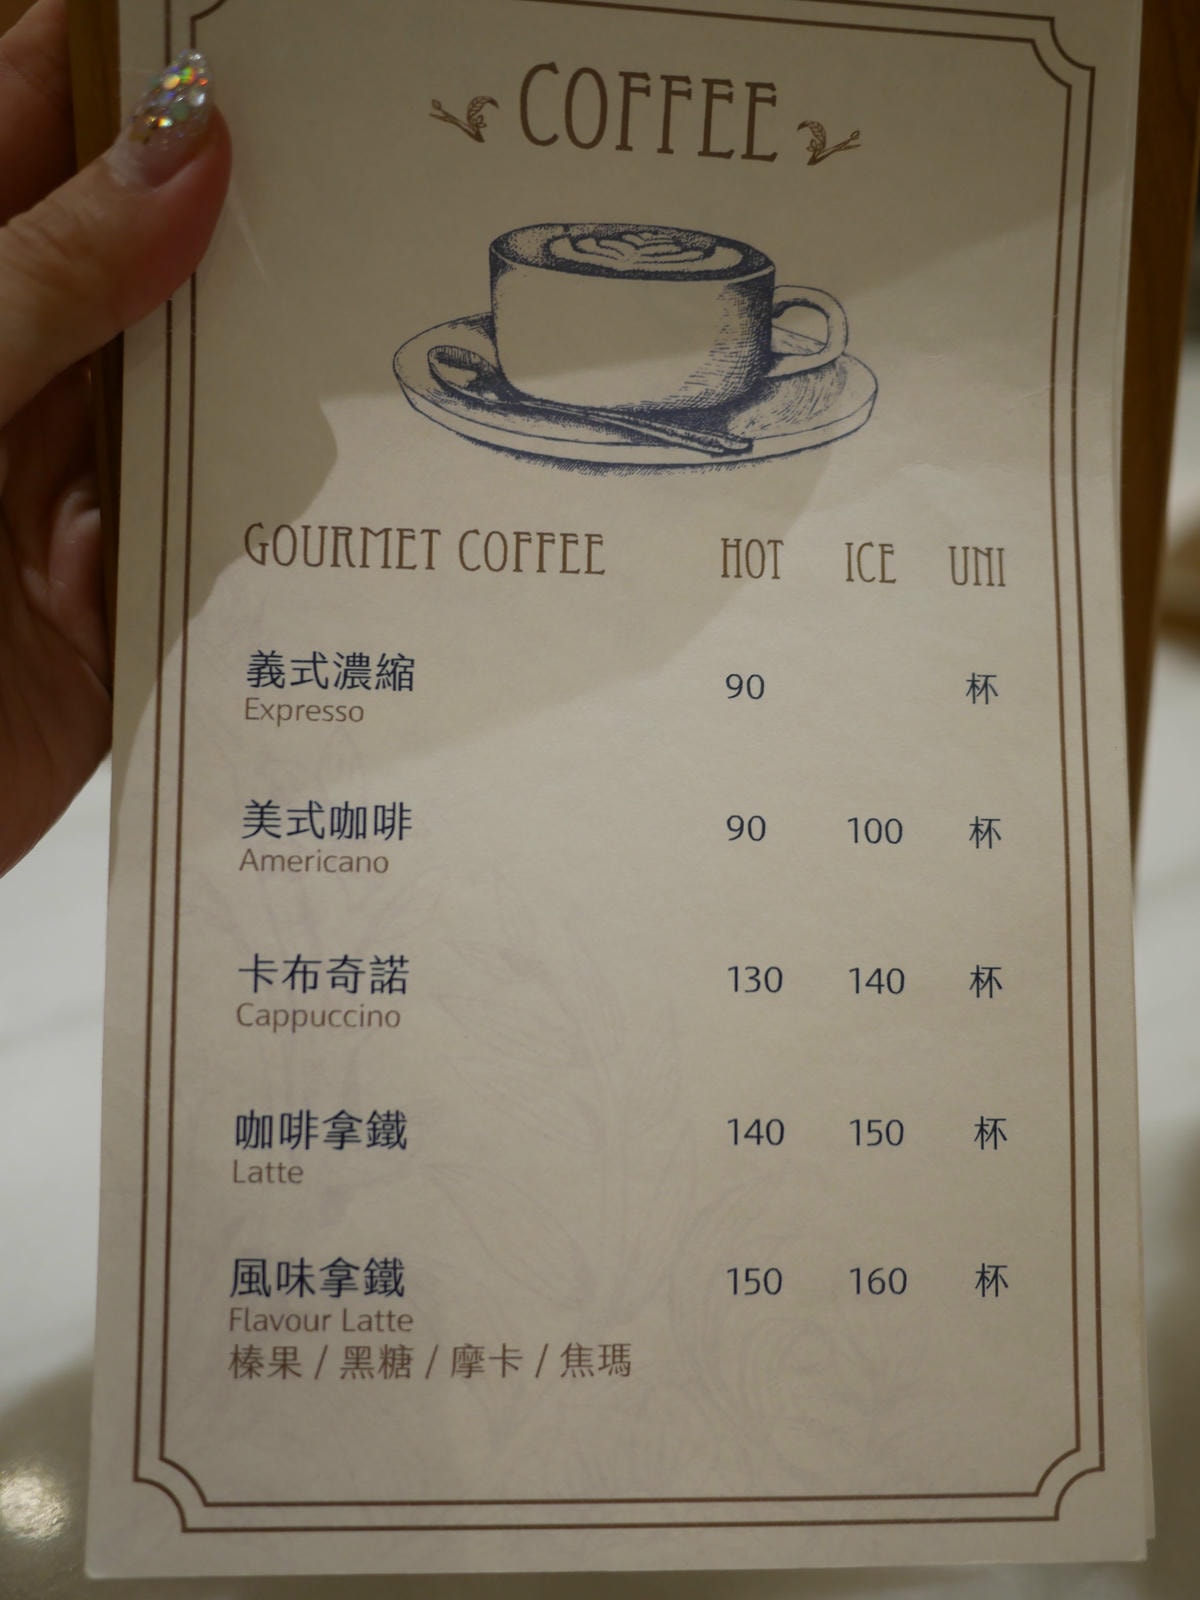 COFFEE
GOURMET COFFEE HOT ICE UNI
義式濃縮 90 杯
Expresso
美式咖啡 90 100 杯
Americano
卡布奇諾 130 140 杯
Cappuccino
咖啡拿鐵 140 150 杯
Latte
風味拿鐵 150 160 杯
Flavour Latte
榛果 / 黑糖 / 摩卡 / 焦瑪